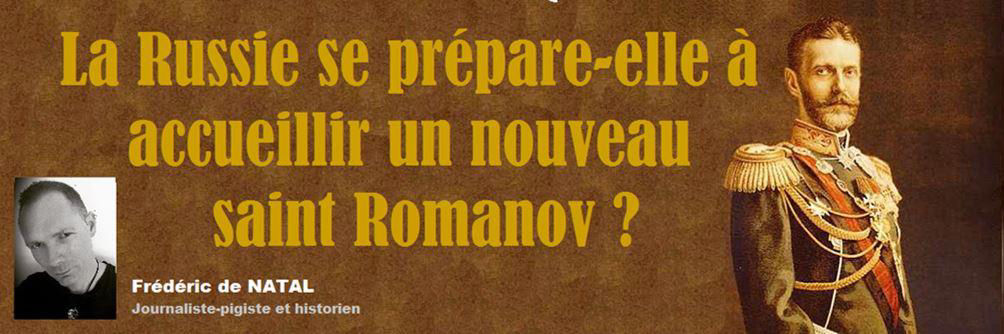 La Russie se prépare-elle à
accueillir un nouveau
saint Romanov ?
Frédéric de NATAL
Journaliste-pigiste et historien